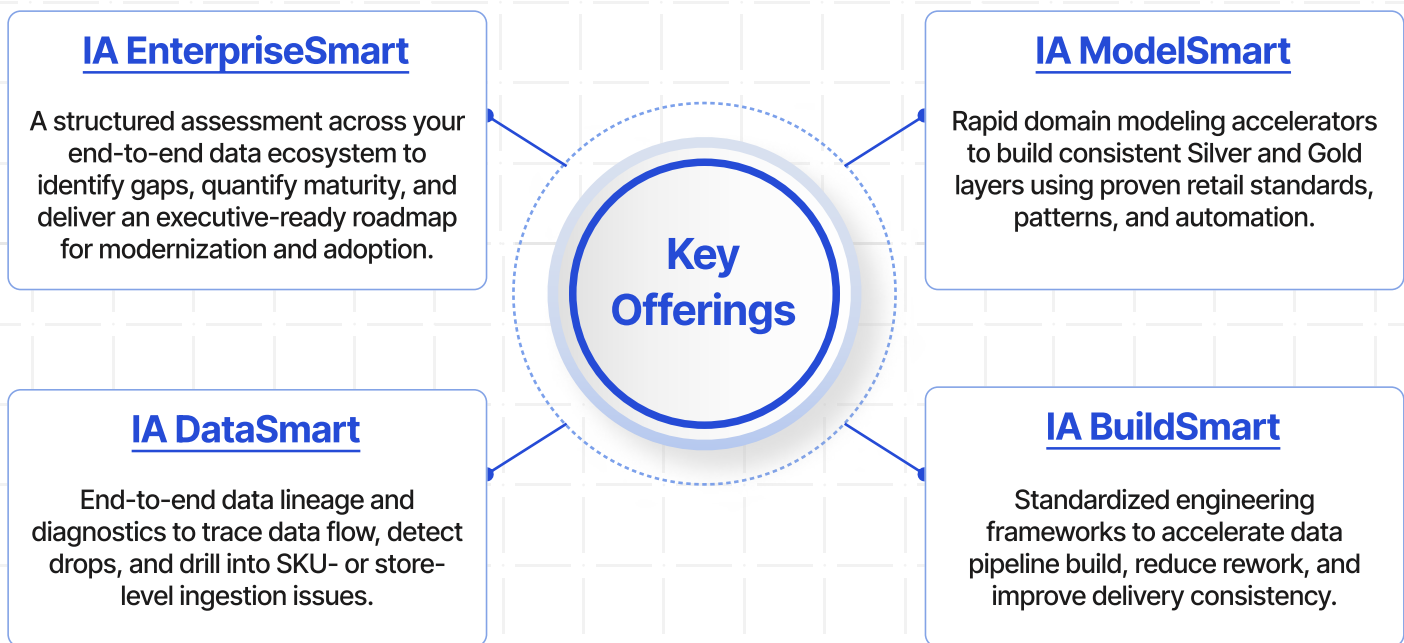 IA EnterpriseSmart
A structured assessment across your
end-to-end data ecosystem to
identify gaps, quantify maturity, and
deliver an executive-ready roadmap
for modernization and adoption.
IA ModelSmart
Rapid domain modeling accelerators
to build consistent Silver and Gold
layers using proven retail standards,
patterns, and automation.
Key
Offerings
IA DataSmart
End-to-end data lineage and
diagnostics to trace data flow, detect
drops, and drill into SKU- or store-
level ingestion issues.
IA BuildSmart
Standardized engineering
frameworks to accelerate data
pipeline build, reduce rework, and
improve delivery consistency.